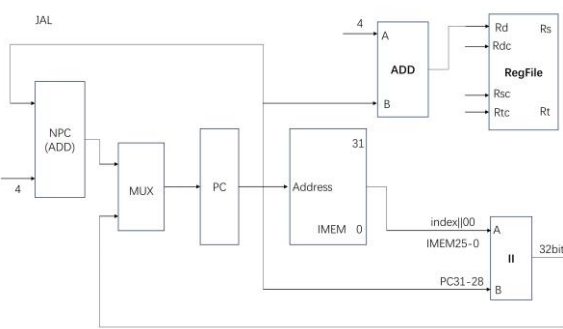 JAL
4
A
ADD
B
Rd
Rs
Rdc
RegFile
Rsc
Rtc
Rt
NPC
(ADD)
4
MUX
PC
31
Address
IMEM 0
index||00
IMEM25-0
PC31-28
A
II
B
32bit